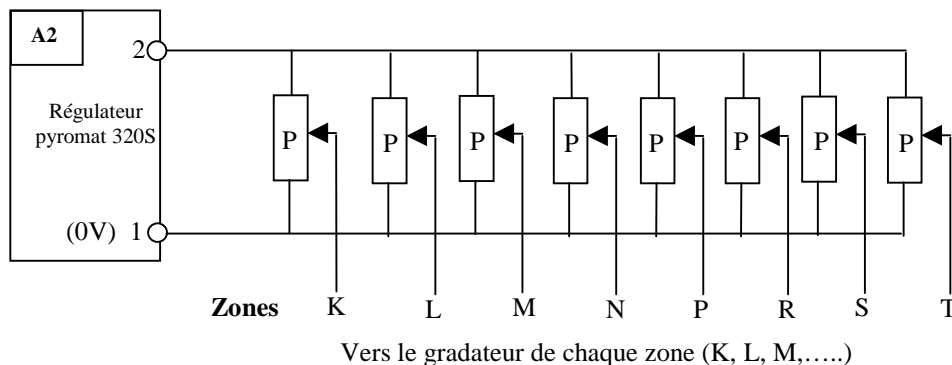 A2
2
Régulateur
pyromat 320S
P P P P P P P P
(0V) 1
Zones K L M N P R S T
Vers le gradateur de chaque zone (K, L, M,.....)